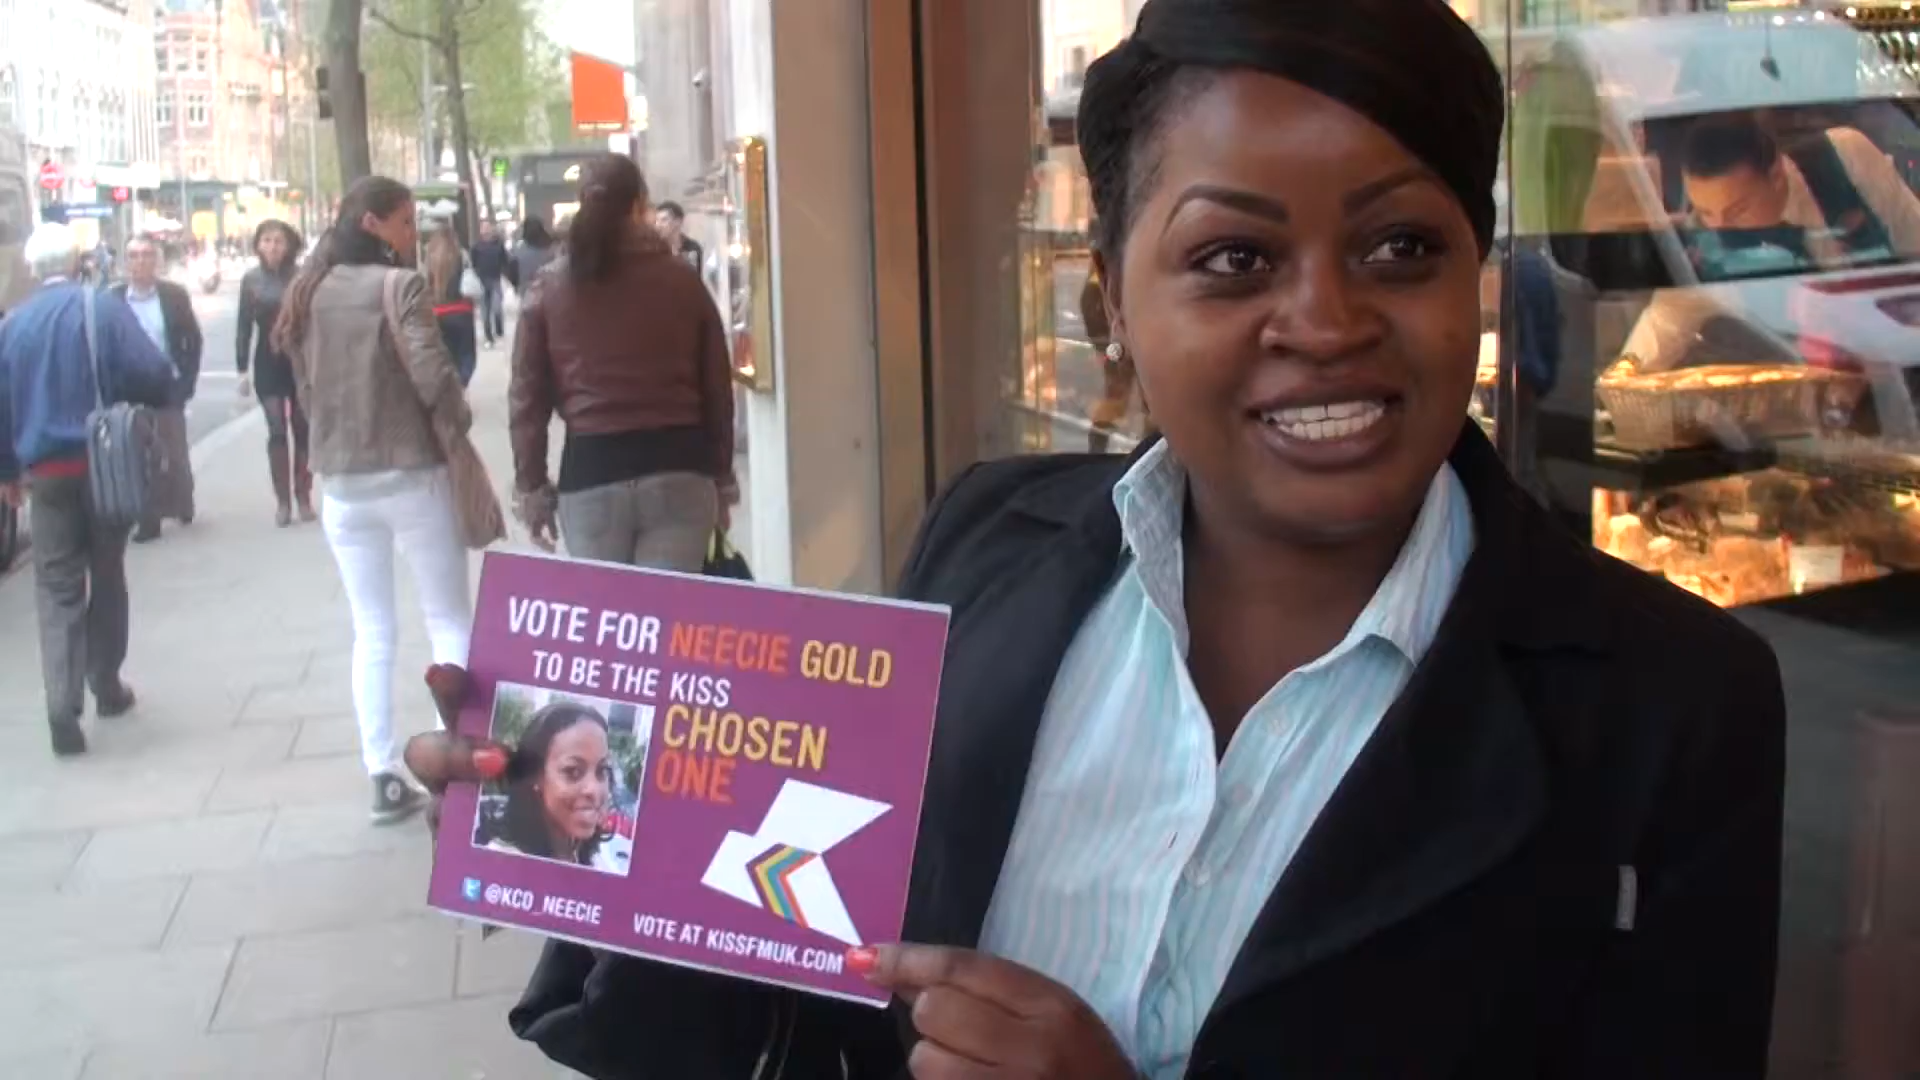 VOTE FOR NEECIE GOLD
TO BE THE KISS
CHOSEN
ONE
@KCO_NEECIE
VOTE AT KISSFMUK.COM